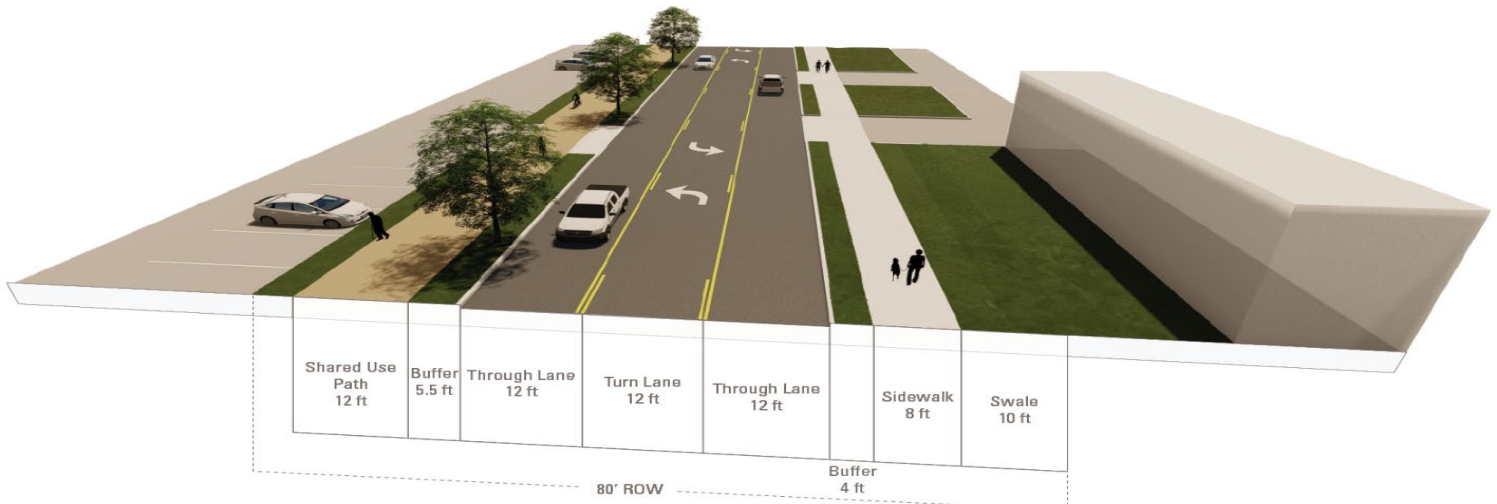 Shared Use
Path
12 ft
Buffer
5.5 ft
Through Lane
12 ft
Turn Lane
12 ft
Through Lane
12 ft
Buffer
4 ft
Sidewalk
8 ft
Swale
10 ft
80' ROW